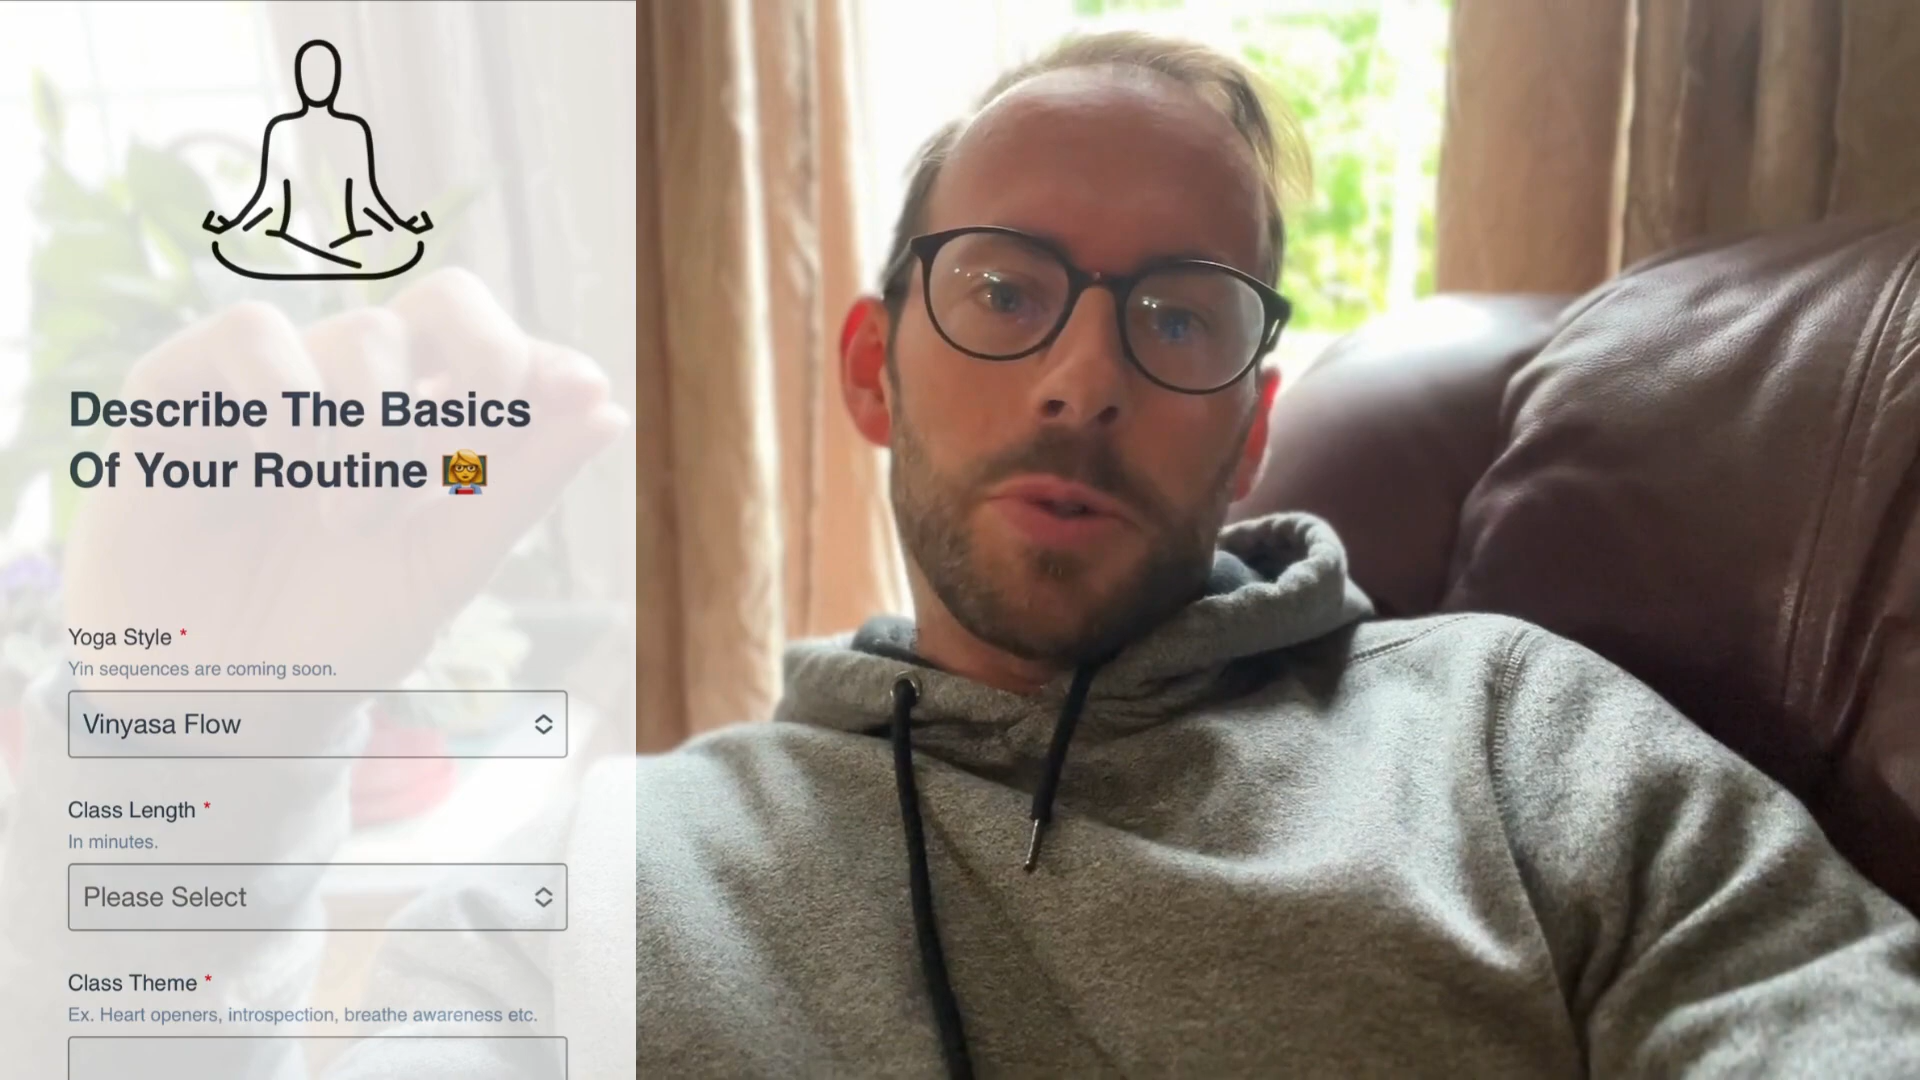 Describe The Basics
Of Your Routine 👩‍🏫
Yoga Style *
Yin sequences are coming soon.
Vinyasa Flow
Class Length *
In minutes.
Please Select
Class Theme *
Ex. Heart openers, introspection, breathe awareness etc.